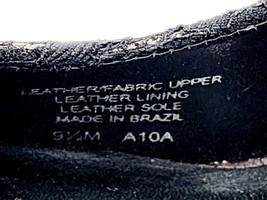 LEATHER/FABRIC UPPER
LEATHER LINING
LEATHER SOLE
MADE IN BRAZIL
9½M A10A